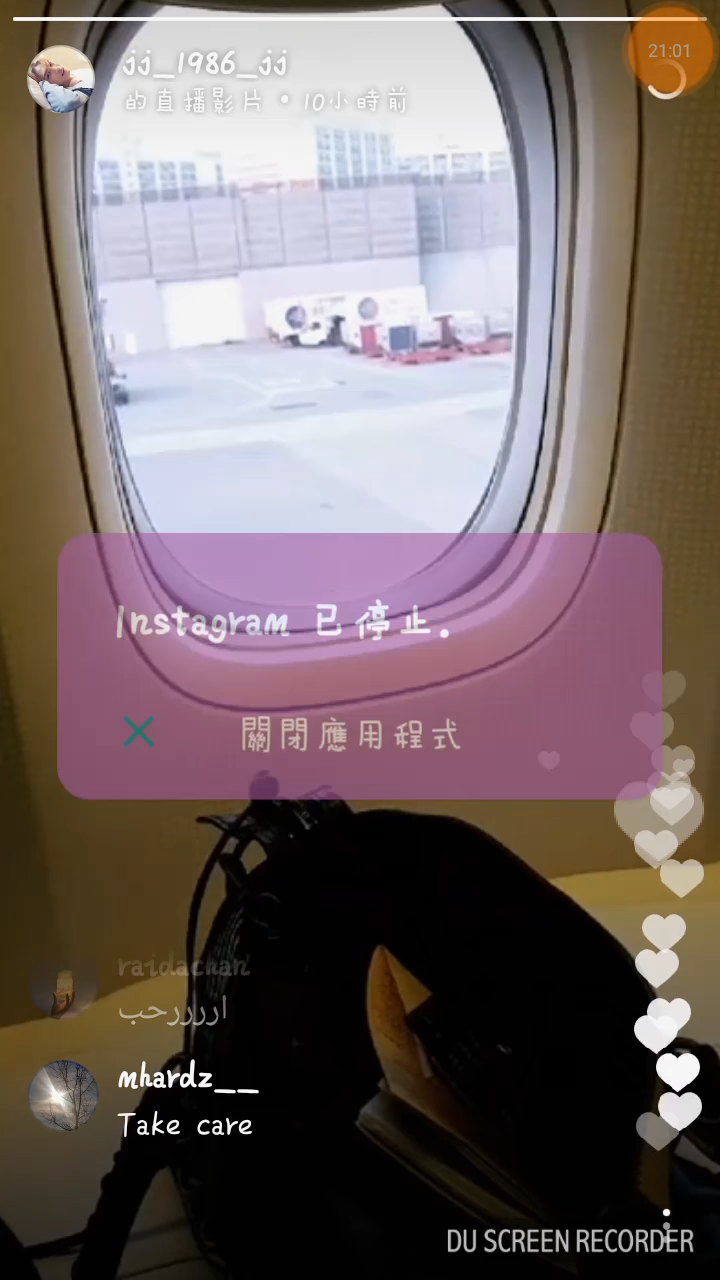 jj_1986_jj
21:01
的直播影片 • 10小時前
Instagram 已停止。
關閉應用程式
raidachan
اررررحب
mhardz__
Take care
DU SCREEN RECORDER